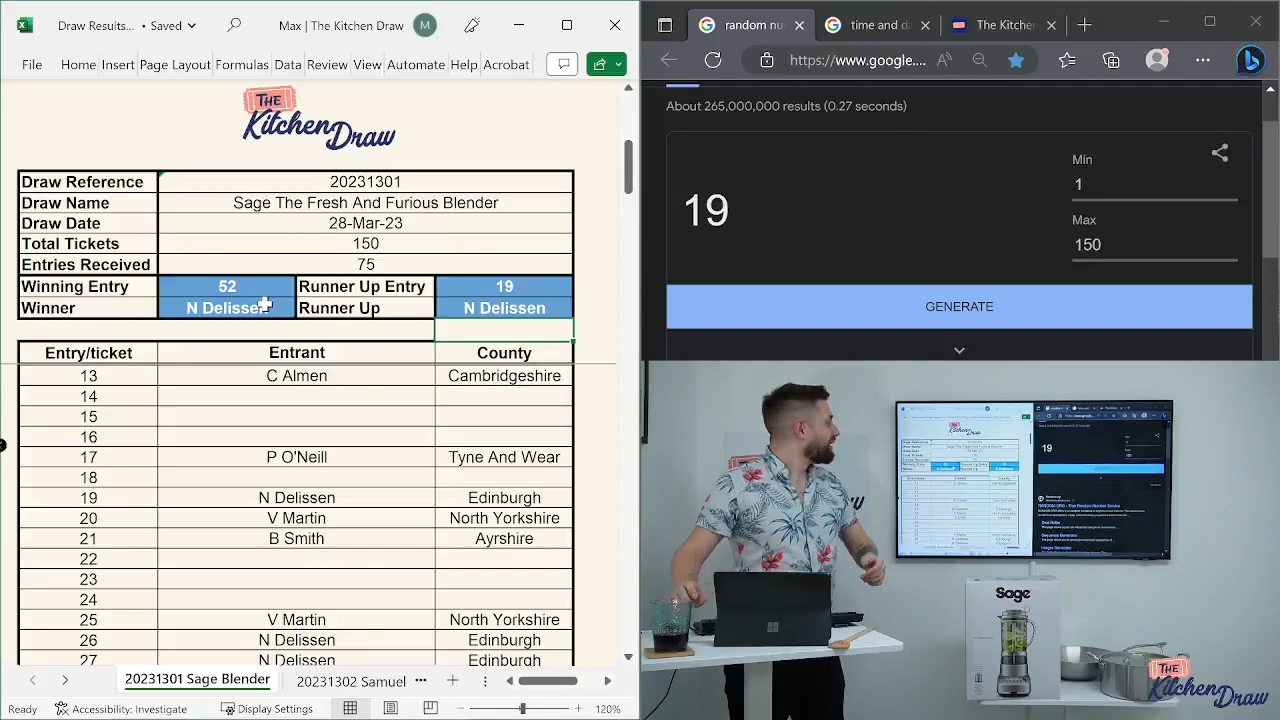 Draw Results... • Saved
Max | The Kitchen Draw
M
File Home Insert Page Layout Formulas Data Review View Automate Help Acrobat
THE
Kitchen Draw
Draw Reference 20231301
Draw Name Sage The Fresh And Furious Blender
Draw Date 28-Mar-23
Total Tickets 150
Entries Received 75
Winning Entry 52 Runner Up Entry 19
Winner N Delissen Runner Up N Delissen
Entry/ticket Entrant County
13 C Almen Cambridgeshire
14
15
16
17 P O'Neill Tyne And Wear
18
19 N Delissen Edinburgh
20 V Martin North Yorkshire
21 B Smith Ayrshire
22
23
24
25 V Martin North Yorkshire
26 N Delissen Edinburgh
27 N Delissen Edinburgh
20231301 Sage Blender 20231302 Samuel ...
Ready Accessibility: Investigate Display Set 120%
random nu
time and da
The Kitchen
https://www.google....
About 265,000,000 results (0.27 seconds)
19
Min
1
Max
150
GENERATE
19
Sage
THE
Kitchen Draw